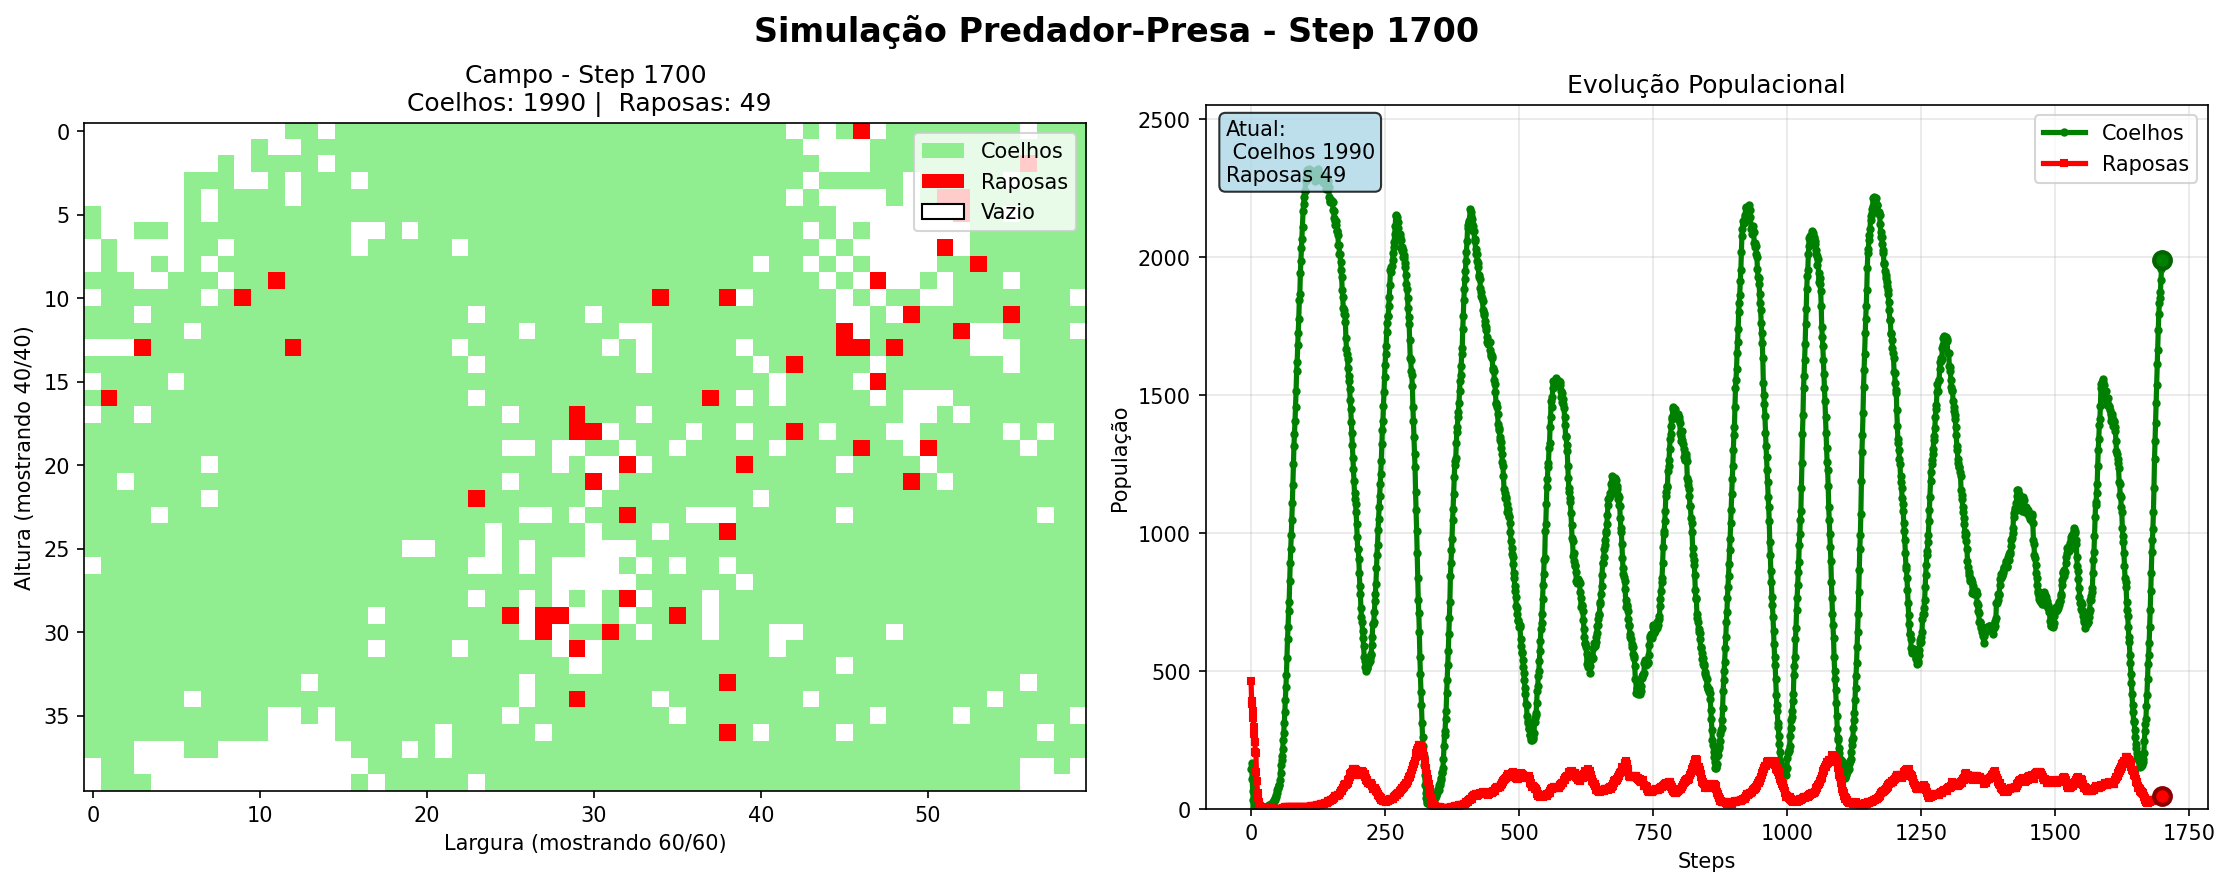 Simulação Predador-Presa - Step 1700
Campo - Step 1700
Coelhos: 1990 | Raposas: 49
Altura (mostrando 40/40)
0
5
10
15
20
25
30
35
0
10
20
30
40
50
Largura (mostrando 60/60)
Coelhos
Raposas
Vazio
Evolução Populacional
População
2500
2000
1500
1000
500
0
0
250
500
750
1000
1250
1500
1750
Steps
Atual:
Coelhos 1990
Raposas 49
Coelhos
Raposas